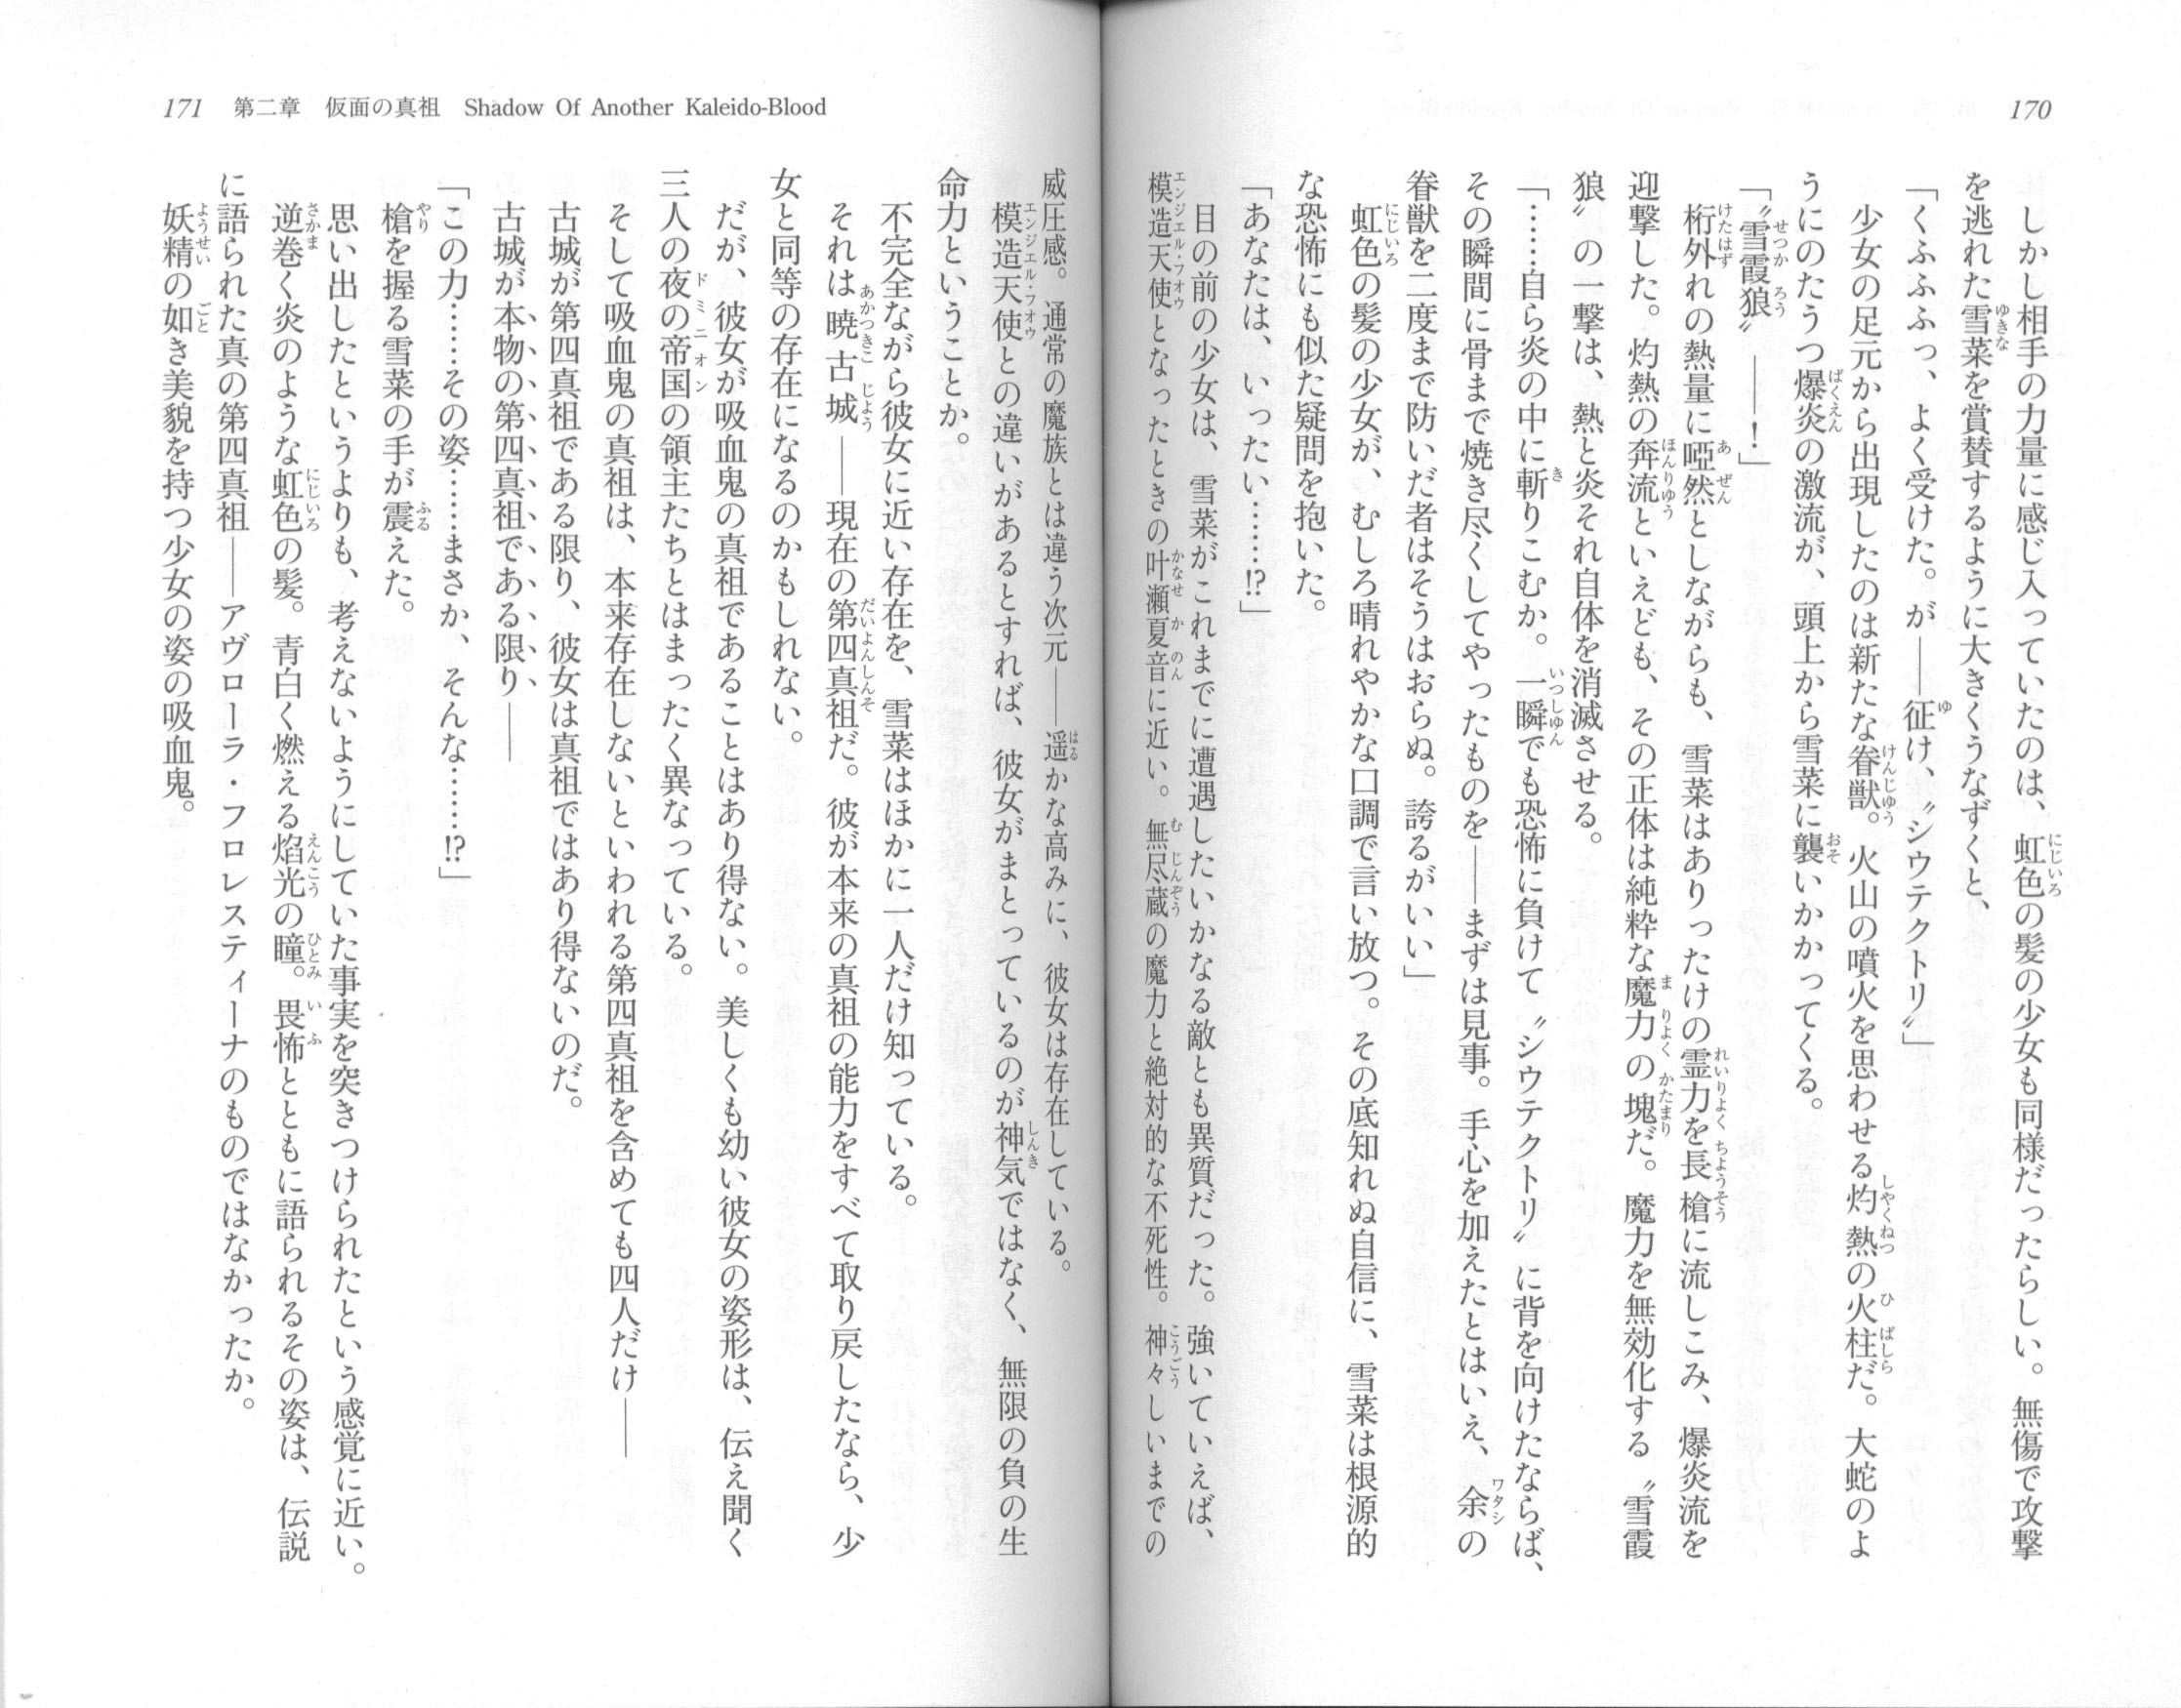 170
しかし相手の力量に感じ入っていたのは、虹色の髪の少女も同様だったらしい。無傷で攻撃
を逃れた雪菜を賞賛するように大きくうなずくと、
「くふふふっ、よく受けた。が――征け、〝シウテクトリ〟」
少女の足元から出現したのは新たな眷獣。火山の噴火を思わせる灼熱の火柱だ。大蛇のよ
うにのたうつ爆炎の激流が、頭上から雪菜に襲いかかってくる。
「〝雪霞狼〟――！」
桁外れの熱量に啞然としながらも、雪菜はありったけの霊力を長槍に流しこみ、爆炎流を
迎撃した。灼熱の奔流といえども、その正体は純粋な魔力の塊だ。魔力を無効化する〝雪霞
狼〟の一撃は、熱と炎それ自体を消滅させる。
「……自ら炎の中に斬りこむか。一瞬でも恐怖に負けて〝シウテクトリ〟に背を向けたならば、
その瞬間に骨まで焼き尽くしてやったものを――まずは見事。手心を加えたとはいえ、余の
眷獣を二度まで防いだ者はそうはおらぬ。誇るがいい」
虹色の髪の少女が、むしろ晴れやかな口調で言い放つ。その底知れぬ自信に、雪菜は根源的
な恐怖にも似た疑問を抱いた。
「あなたは、いったい……!?」
目の前の少女は、雪菜がこれまでに遭遇したいかなる敵とも異質だった。強いていえば、
模造天使となったときの叶瀬夏音に近い。無尽蔵の魔力と絶対的な不死性。神々しいまでの
171 第二章 仮面の真祖 Shadow Of Another Kaleido-Blood
威圧感。通常の魔族とは違う次元――遥かな高みに、彼女は存在している。
模造天使との違いがあるとすれば、彼女がまとっているのが神気ではなく、無限の負の生
命力ということか。
不完全ながら彼女に近い存在を、雪菜はほかに一人だけ知っている。
それは暁古城――現在の第四真祖だ。彼が本来の真祖の能力をすべて取り戻したなら、少
女と同等の存在になるのかもしれない。
だが、彼女が吸血鬼の真祖であることはあり得ない。美しくも幼い彼女の姿形は、伝え聞く
三人の夜の帝国の領主たちとはまったく異なっている。
そして吸血鬼の真祖は、本来存在しないといわれる第四真祖を含めても四人だけ――
古城が第四真祖である限り、彼女は真祖ではあり得ないのだ。
古城が本物の第四真祖である限り、――
「この力……その姿……まさか、そんな……!?」
槍を握る雪菜の手が震えた。
思い出したというよりも、考えないようにしていた事実を突きつけられたという感覚に近い。
逆巻く炎のような虹色の髪。青白く燃える焰光の瞳。畏怖とともに語られるその姿は、伝説
に語られた真の第四真祖――アヴローラ・フロレスティーナのものではなかったか。
妖精の如き美貌を持つ少女の姿の吸血鬼。